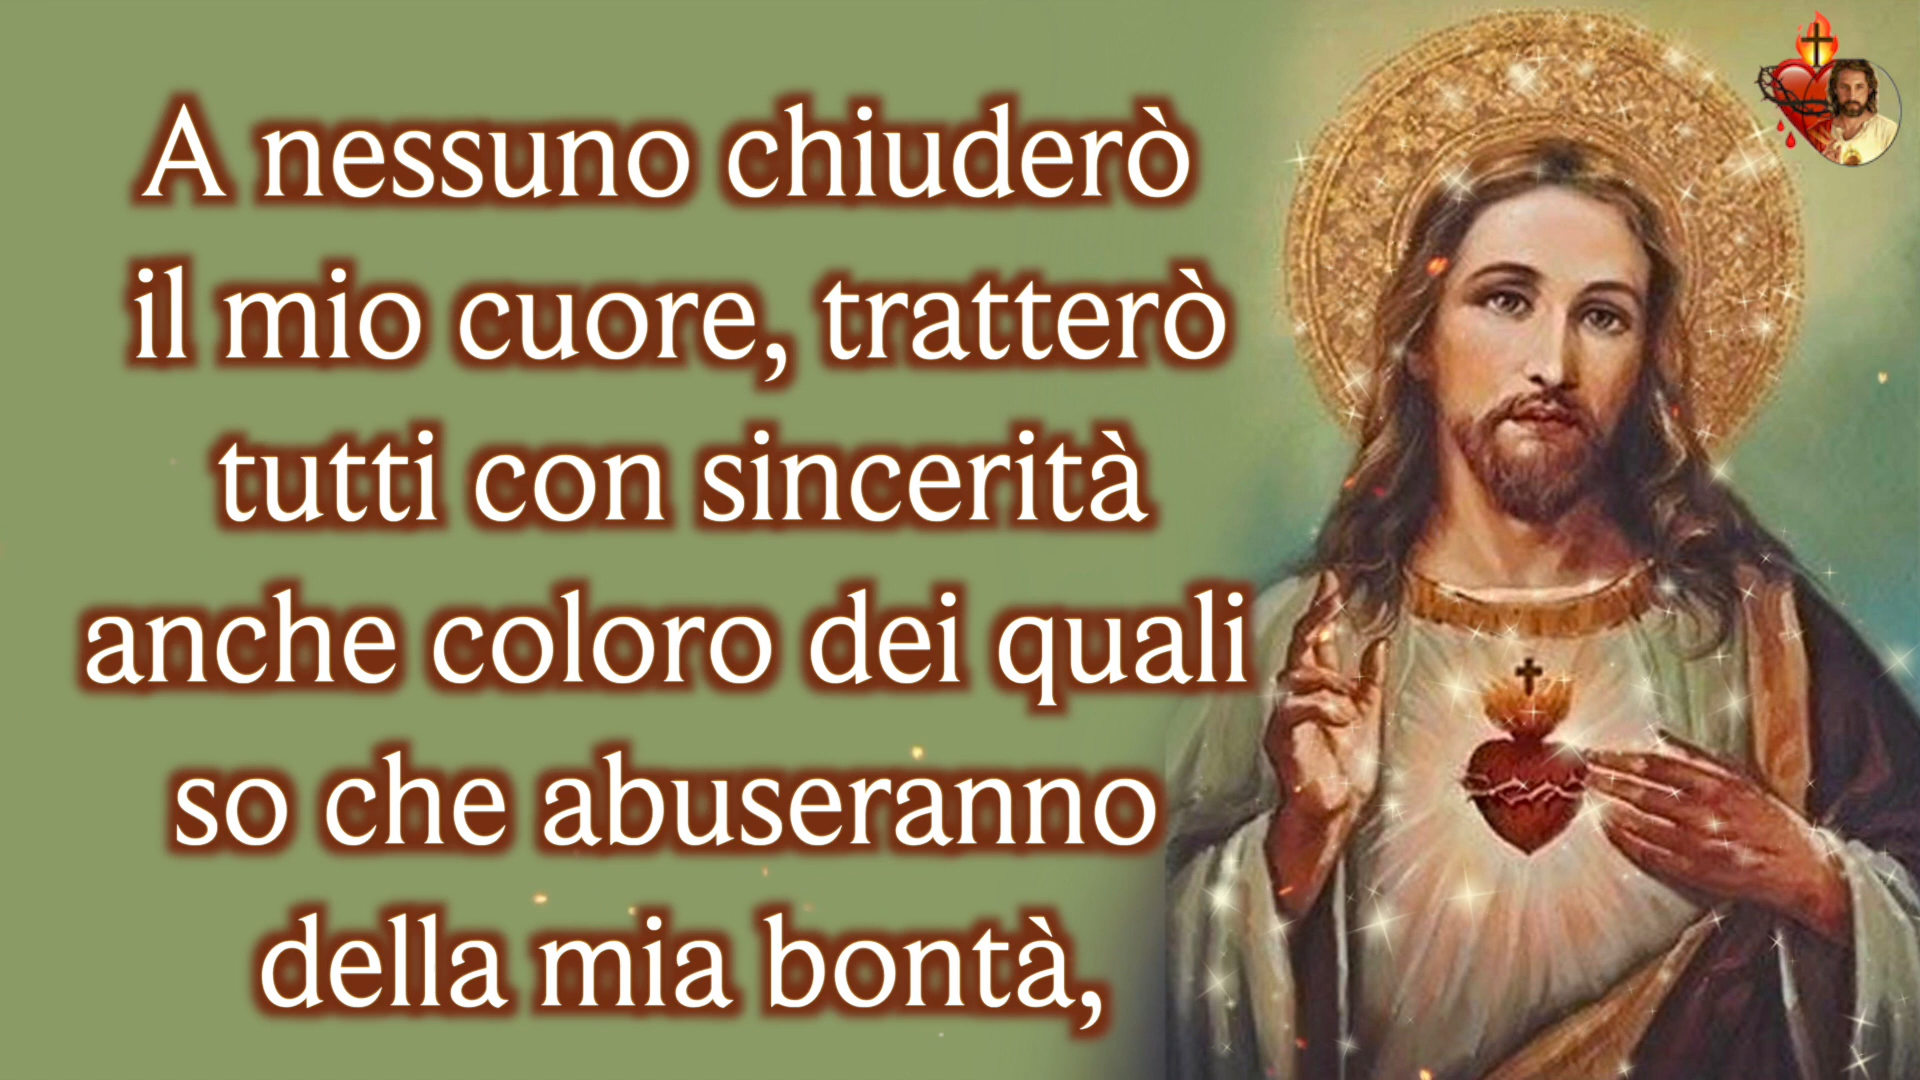 A nessuno chiuderò
il mio cuore, tratterò
tutti con sincerità
anche coloro dei quali
so che abuseranno
della mia bontà,